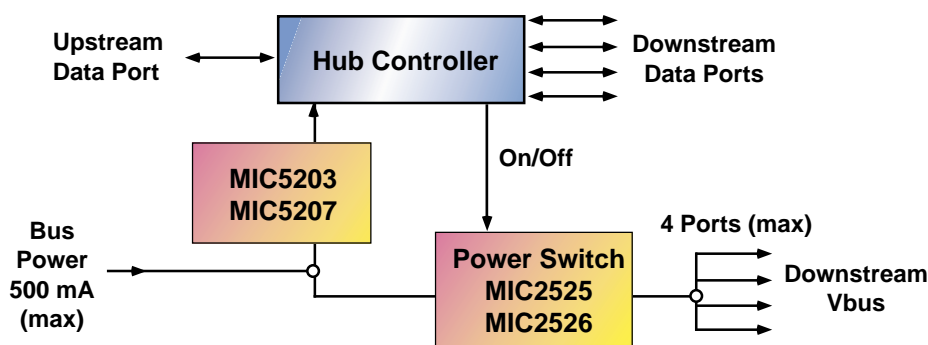 Upstream
Data Port
Hub Controller
Downstream
Data Ports
On/Off
MIC5203
MIC5207
Bus
Power
500 mA
(max)
Power Switch
MIC2525
MIC2526
4 Ports (max)
Downstream
Vbus